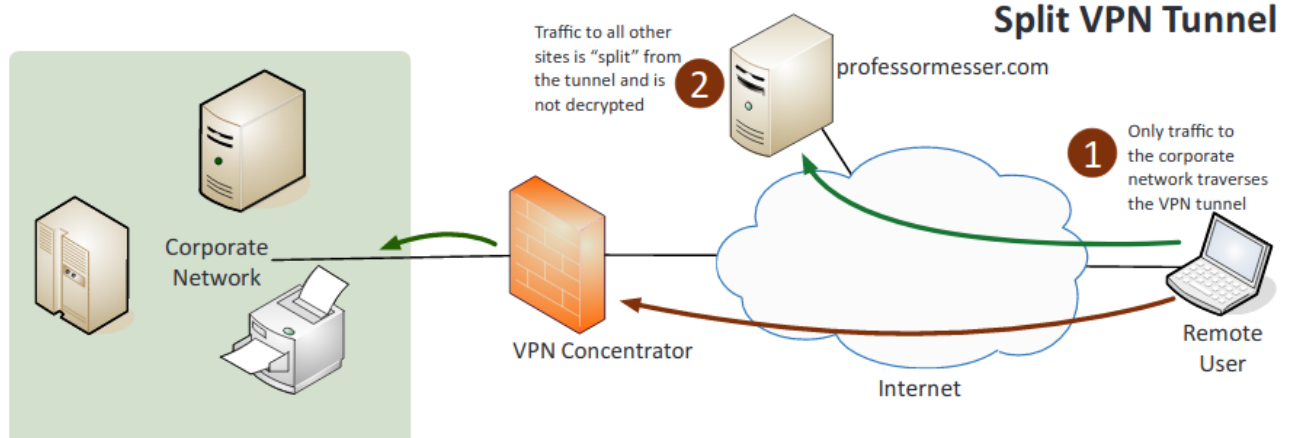 Split VPN Tunnel
Traffic to all other
sites is “split” from
the tunnel and is
not decrypted
2
professormesser.com
1
Only traffic to
the corporate
network traverses
the VPN tunnel
Corporate
Network
VPN Concentrator
Internet
Remote
User